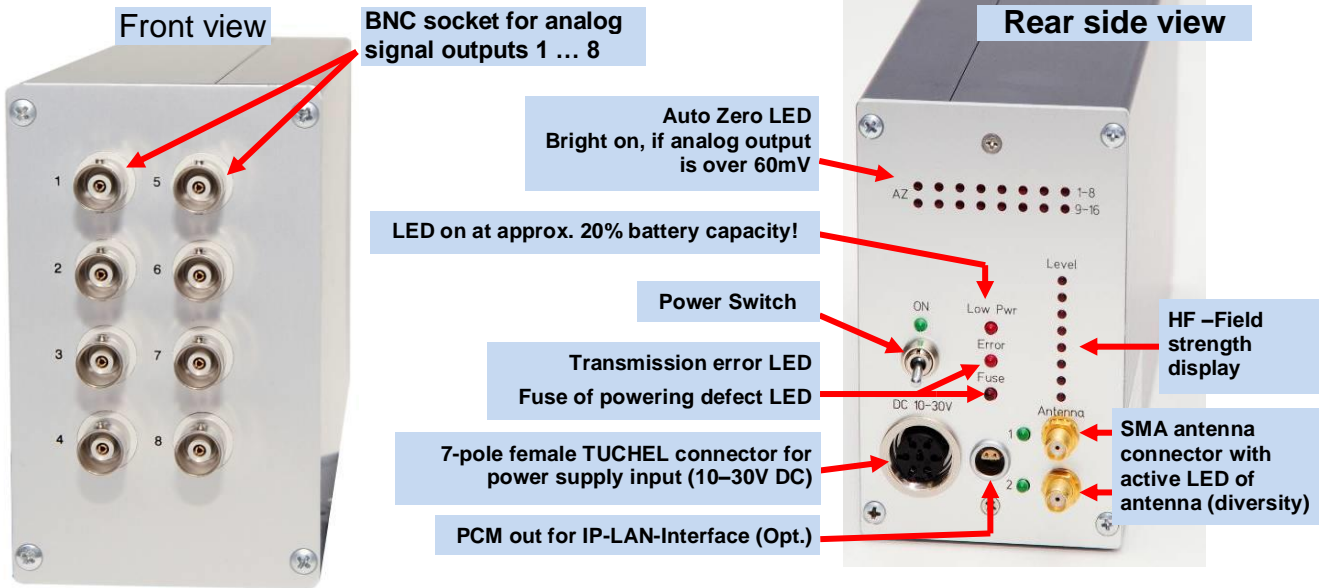 Front view
BNC socket for analog
signal outputs 1 … 8
1
5
2
6
3
7
4
8
Rear side view
Auto Zero LED
Bright on, if analog output
is over 60mV
AZ
1-8
9-16
LED on at approx. 20% battery capacity!
Level
Power Switch
ON
Low Pwr
HF –Field
strength
display
Error
Transmission error LED
Fuse
Fuse of powering defect LED
DC 10-30V
Antenna
7-pole female TUCHEL connector for
power supply input (10–30V DC)
1
2
SMA antenna
connector with
active LED of
antenna (diversity)
PCM out for IP-LAN-Interface (Opt.)